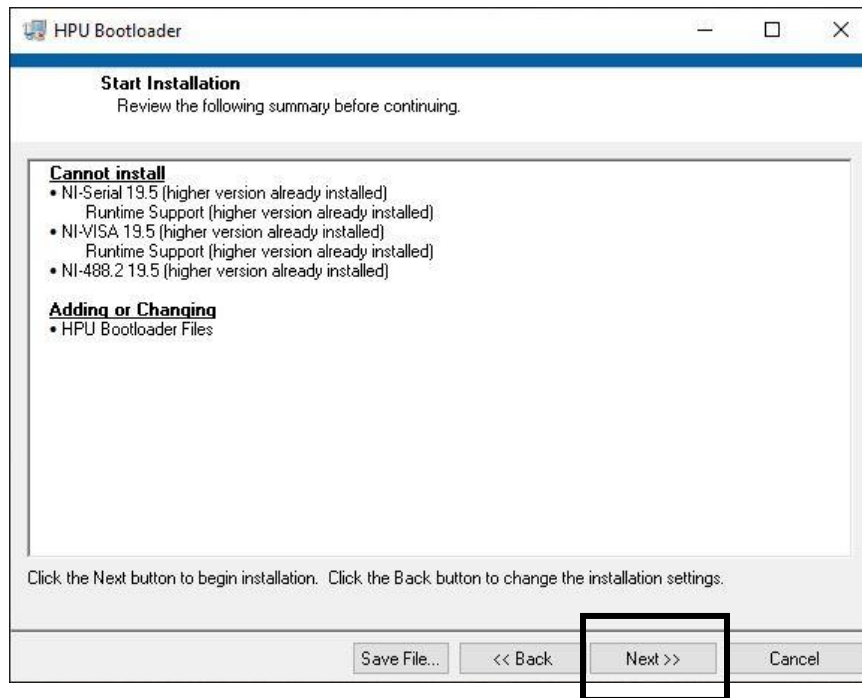 HPU Bootloader
Start Installation
Review the following summary before continuing.
Cannot install
• NI-Serial 19.5 (higher version already installed)
Runtime Support (higher version already installed)
• NI-VISA 19.5 (higher version already installed)
Runtime Support (higher version already installed)
• NI-488.2 19.5 (higher version already installed)
Adding or Changing
• HPU Bootloader Files
Click the Next button to begin installation. Click the Back button to change the installation settings.
Save File... << Back Next >> Cancel